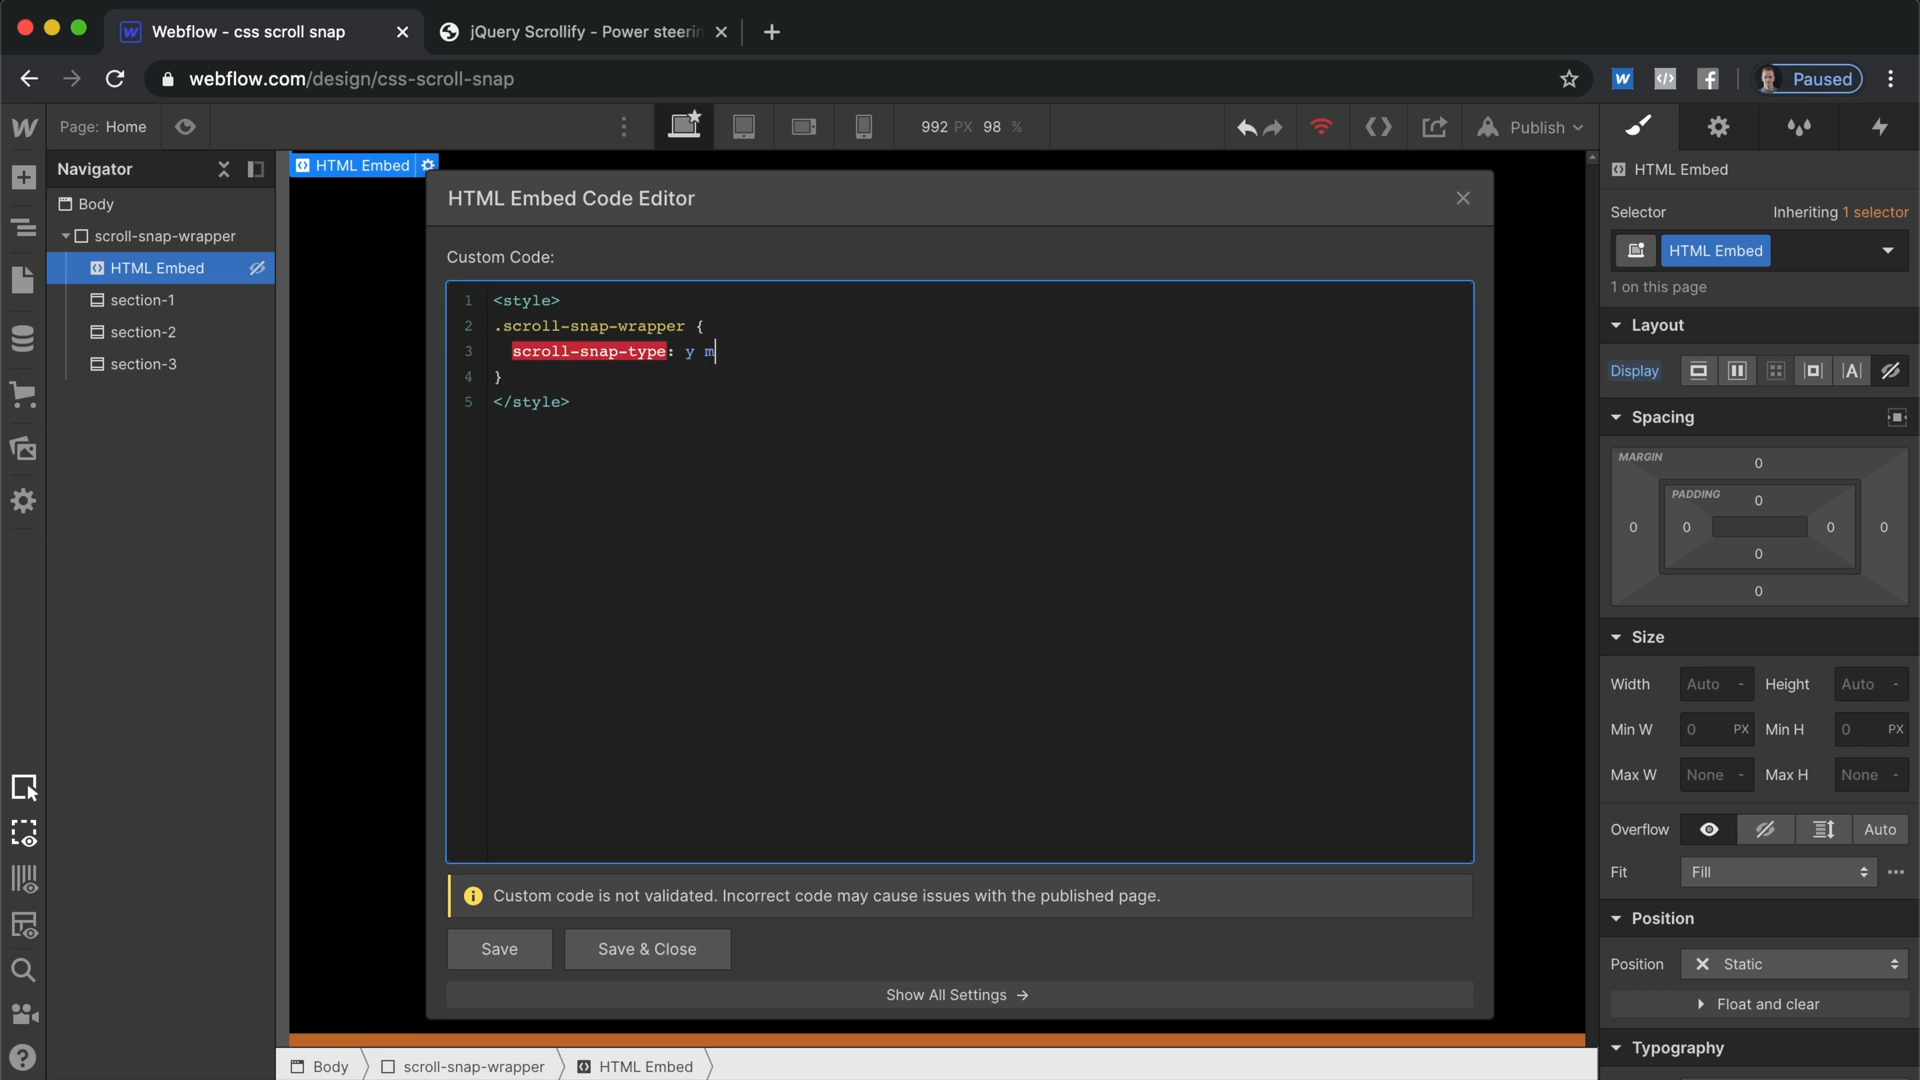 Webflow - css scroll snap
jQuery Scrollify - Power steerin
webflow.com/design/css-scroll-snap
Paused
Page: Home
992 PX 98 %
Publish
Navigator
HTML Embed
HTML Embed
Body
scroll-snap-wrapper
HTML Embed
section-1
section-2
section-3
HTML Embed Code Editor
Custom Code:
1 <style>
2 .scroll-snap-wrapper {
3 scroll-snap-type: y m
4 }
5 </style>
Custom code is not validated. Incorrect code may cause issues with the published page.
Save
Save & Close
Show All Settings →
Selector
Inheriting 1 selector
HTML Embed
1 on this page
Layout
Display
Spacing
MARGIN
0
PADDING
0
0 0 0 0
0
0
Size
Width Auto - Height Auto -
Min W 0 PX Min H 0 PX
Max W None - Max H None -
Overflow Auto
Fit Fill
Position
Position Static
Float and clear
Typography
Body
scroll-snap-wrapper
HTML Embed